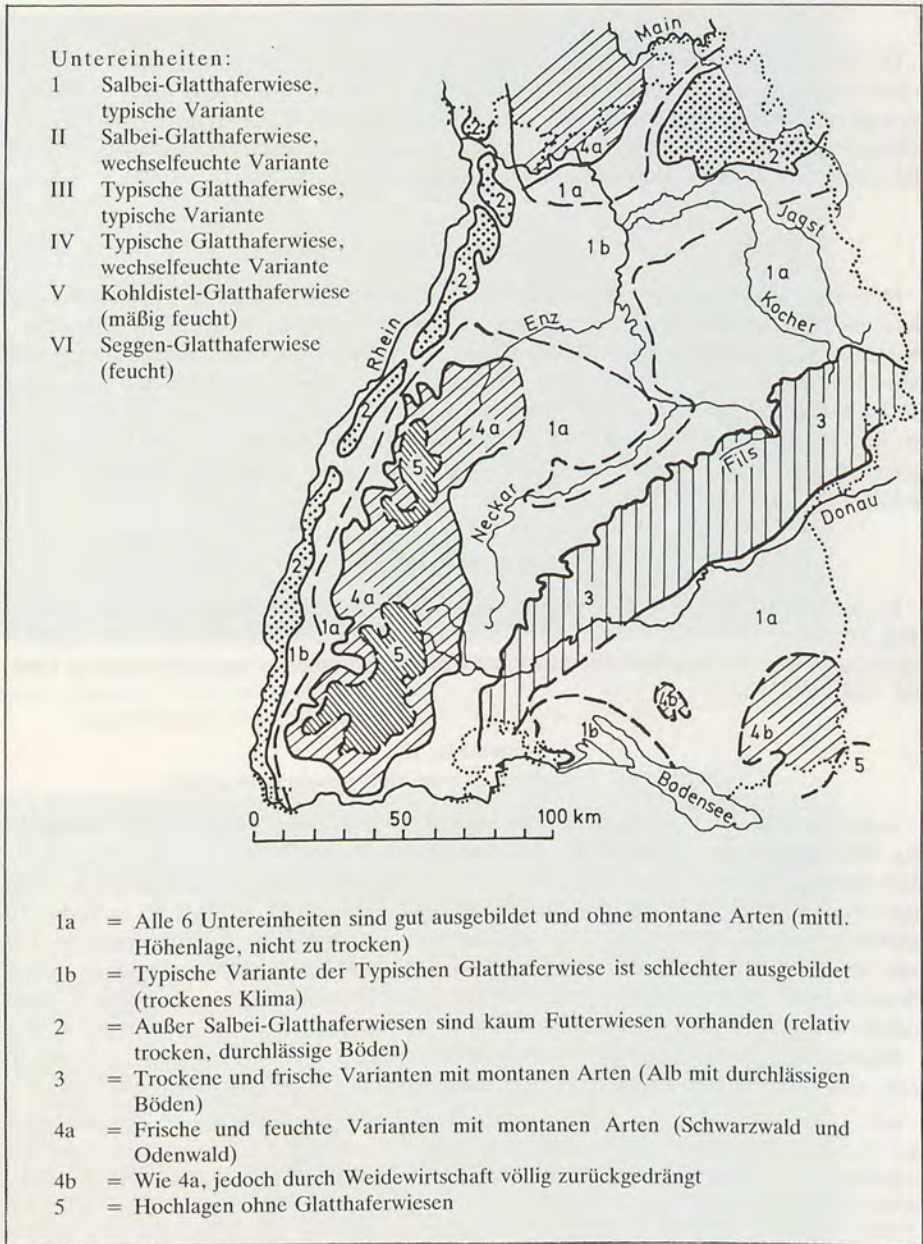 Untereinheiten:
I Salbei-Glatthaferwiese,
typische Variante
II Salbei-Glatthaferwiese,
wechselfeuchte Variante
III Typische Glatthaferwiese,
typische Variante
IV Typische Glatthaferwiese,
wechselfeuchte Variante
V Kohldistel-Glatthaferwiese
(mäßig feucht)
VI Seggen-Glatthaferwiese
(feucht)
Main
2
4a
2
1a
2
Jagst
1b
1a
2
Kocher
Enz
Rhein
2
4a
1a
3
5
Fils
Neckar
Donau
2
3
4a
1a
1a
5
1b
4b
4b
1b
5
Bodensee
0 50 100 km
1a = Alle 6 Untereinheiten sind gut ausgebildet und ohne montane Arten (mittl.
Höhenlage, nicht zu trocken)
1b = Typische Variante der Typischen Glatthaferwiese ist schlechter ausgebildet
(trockenes Klima)
2 = Außer Salbei-Glatthaferwiesen sind kaum Futterwiesen vorhanden (relativ
trocken, durchlässige Böden)
3 = Trockene und frische Varianten mit montanen Arten (Alb mit durchlässigen
Böden)
4a = Frische und feuchte Varianten mit montanen Arten (Schwarzwald und
Odenwald)
4b = Wie 4a, jedoch durch Weidewirtschaft völlig zurückgedrängt
5 = Hochlagen ohne Glatthaferwiesen